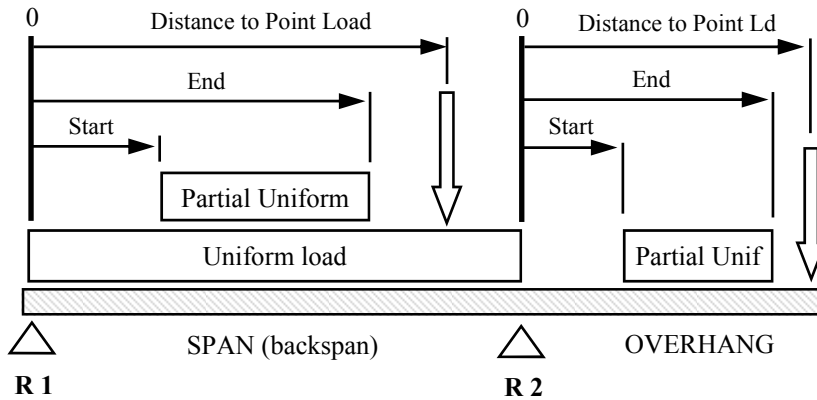 0 0
Distance to Point Load Distance to Point Ld
End End
Start Start
Partial Uniform
Uniform load Partial Unif
SPAN (backspan) OVERHANG
R 1 R 2